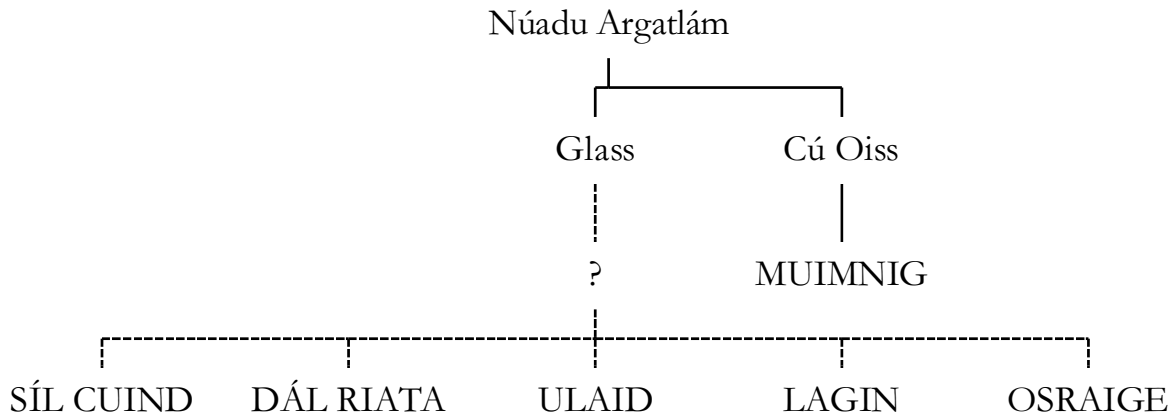 Núadu Argatlám
Glass Cú Oiss
? MUIMNIG
SÍL CUIND DÁL RIATA ULAID LAGIN OSRAIGE